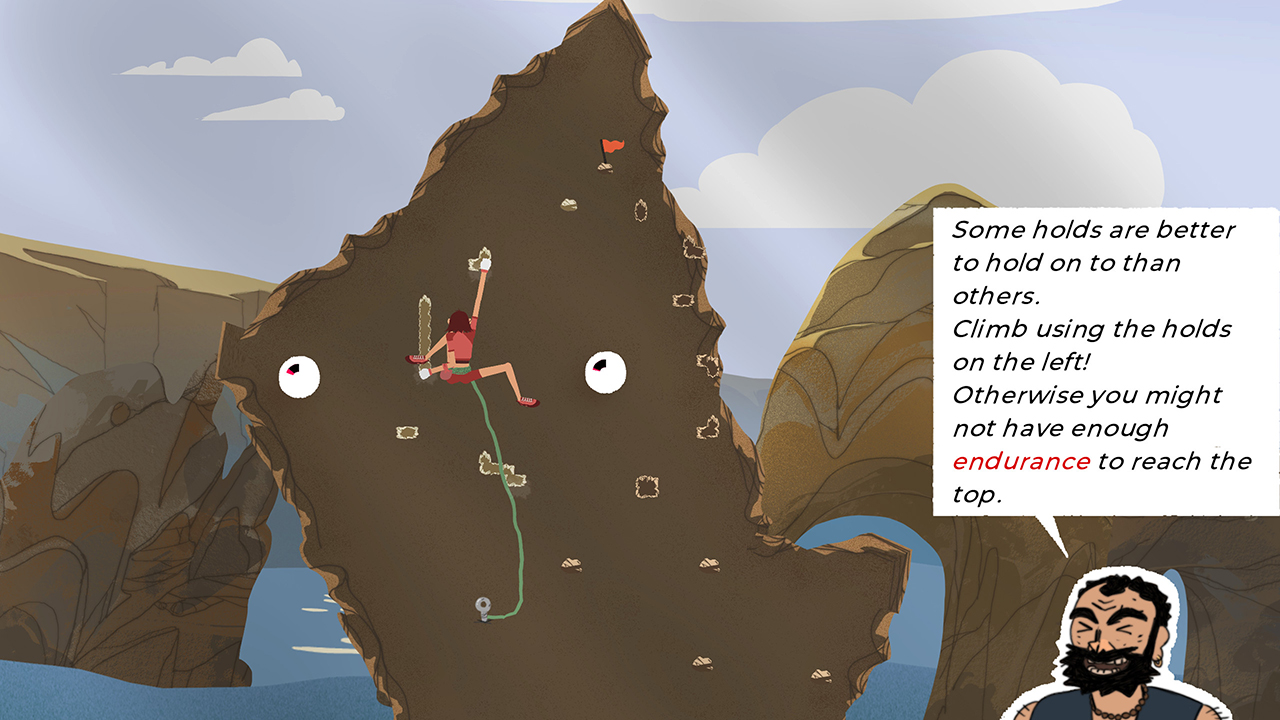 Some holds are better
to hold on to than
others.
Climb using the holds
on the left!
Otherwise you might
not have enough
endurance to reach the
top.